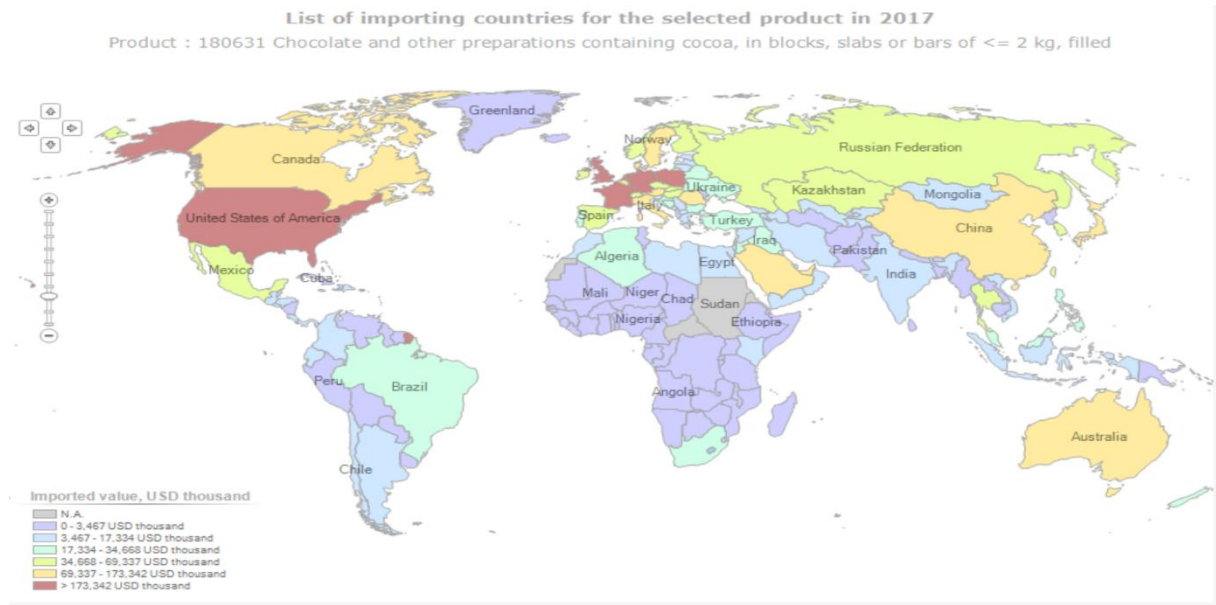 List of importing countries for the selected product in 2017
Product : 180631 Chocolate and other preparations containing cocoa, in blocks, slabs or bars of <= 2 kg, filled
Greenland
Norway
Canada
Russian Federation
Ukraine
Kazakhstan
Mongolia
United States of America
Ital
Spain
Turkey
China
Iraq
Pakistan
Algeria
Egypt
Mexico
India
Cuba
Mali
Niger
Chad
Sudan
Nigeria
Ethiopia
Peru
Brazil
Angola
Australia
Chile
Imported value, USD thousand
N.A.
0 - 3,467 USD thousand
3,467 - 17,334 USD thousand
17,334 - 34,668 USD thousand
34,668 - 69,337 USD thousand
69,337 - 173,342 USD thousand
> 173,342 USD thousand